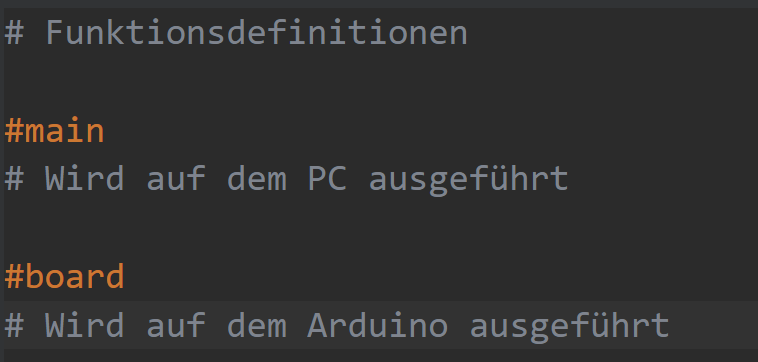 # Funktionsdefinitionen
#main
# Wird auf dem PC ausgeführt
#board
# Wird auf dem Arduino ausgeführt